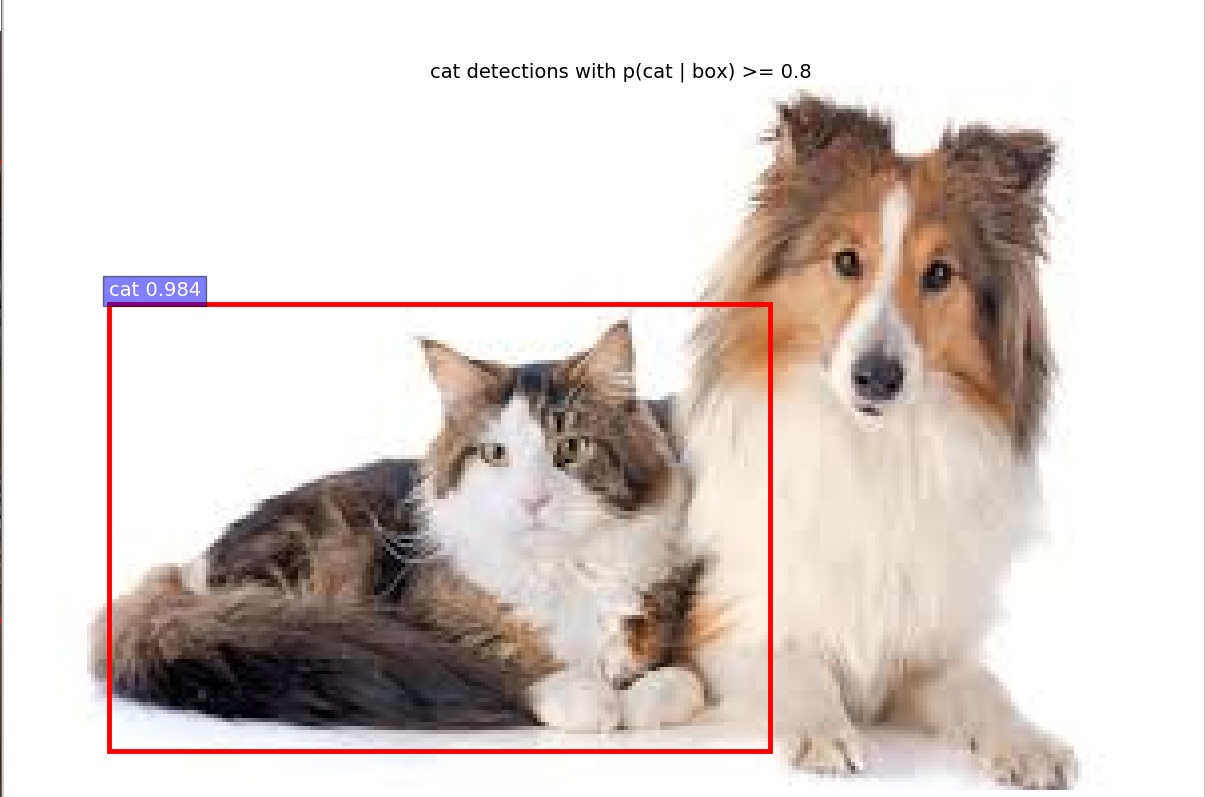 cat detections with p(cat | box) >= 0.8
cat 0.984